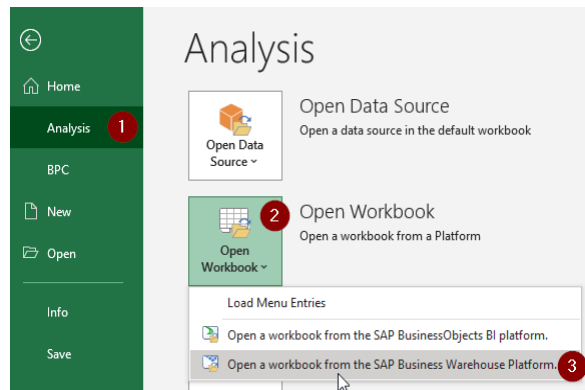 Analysis
Home
Analysis 1
BPC
New
Open
Info
Save
Open Data
Source
Open Data Source
Open a data source in the default workbook
2
Open
Workbook
Open Workbook
Open a workbook from a Platform
Load Menu Entries
Open a workbook from the SAP BusinessObjects BI platform.
Open a workbook from the SAP Business Warehouse Platform. 3